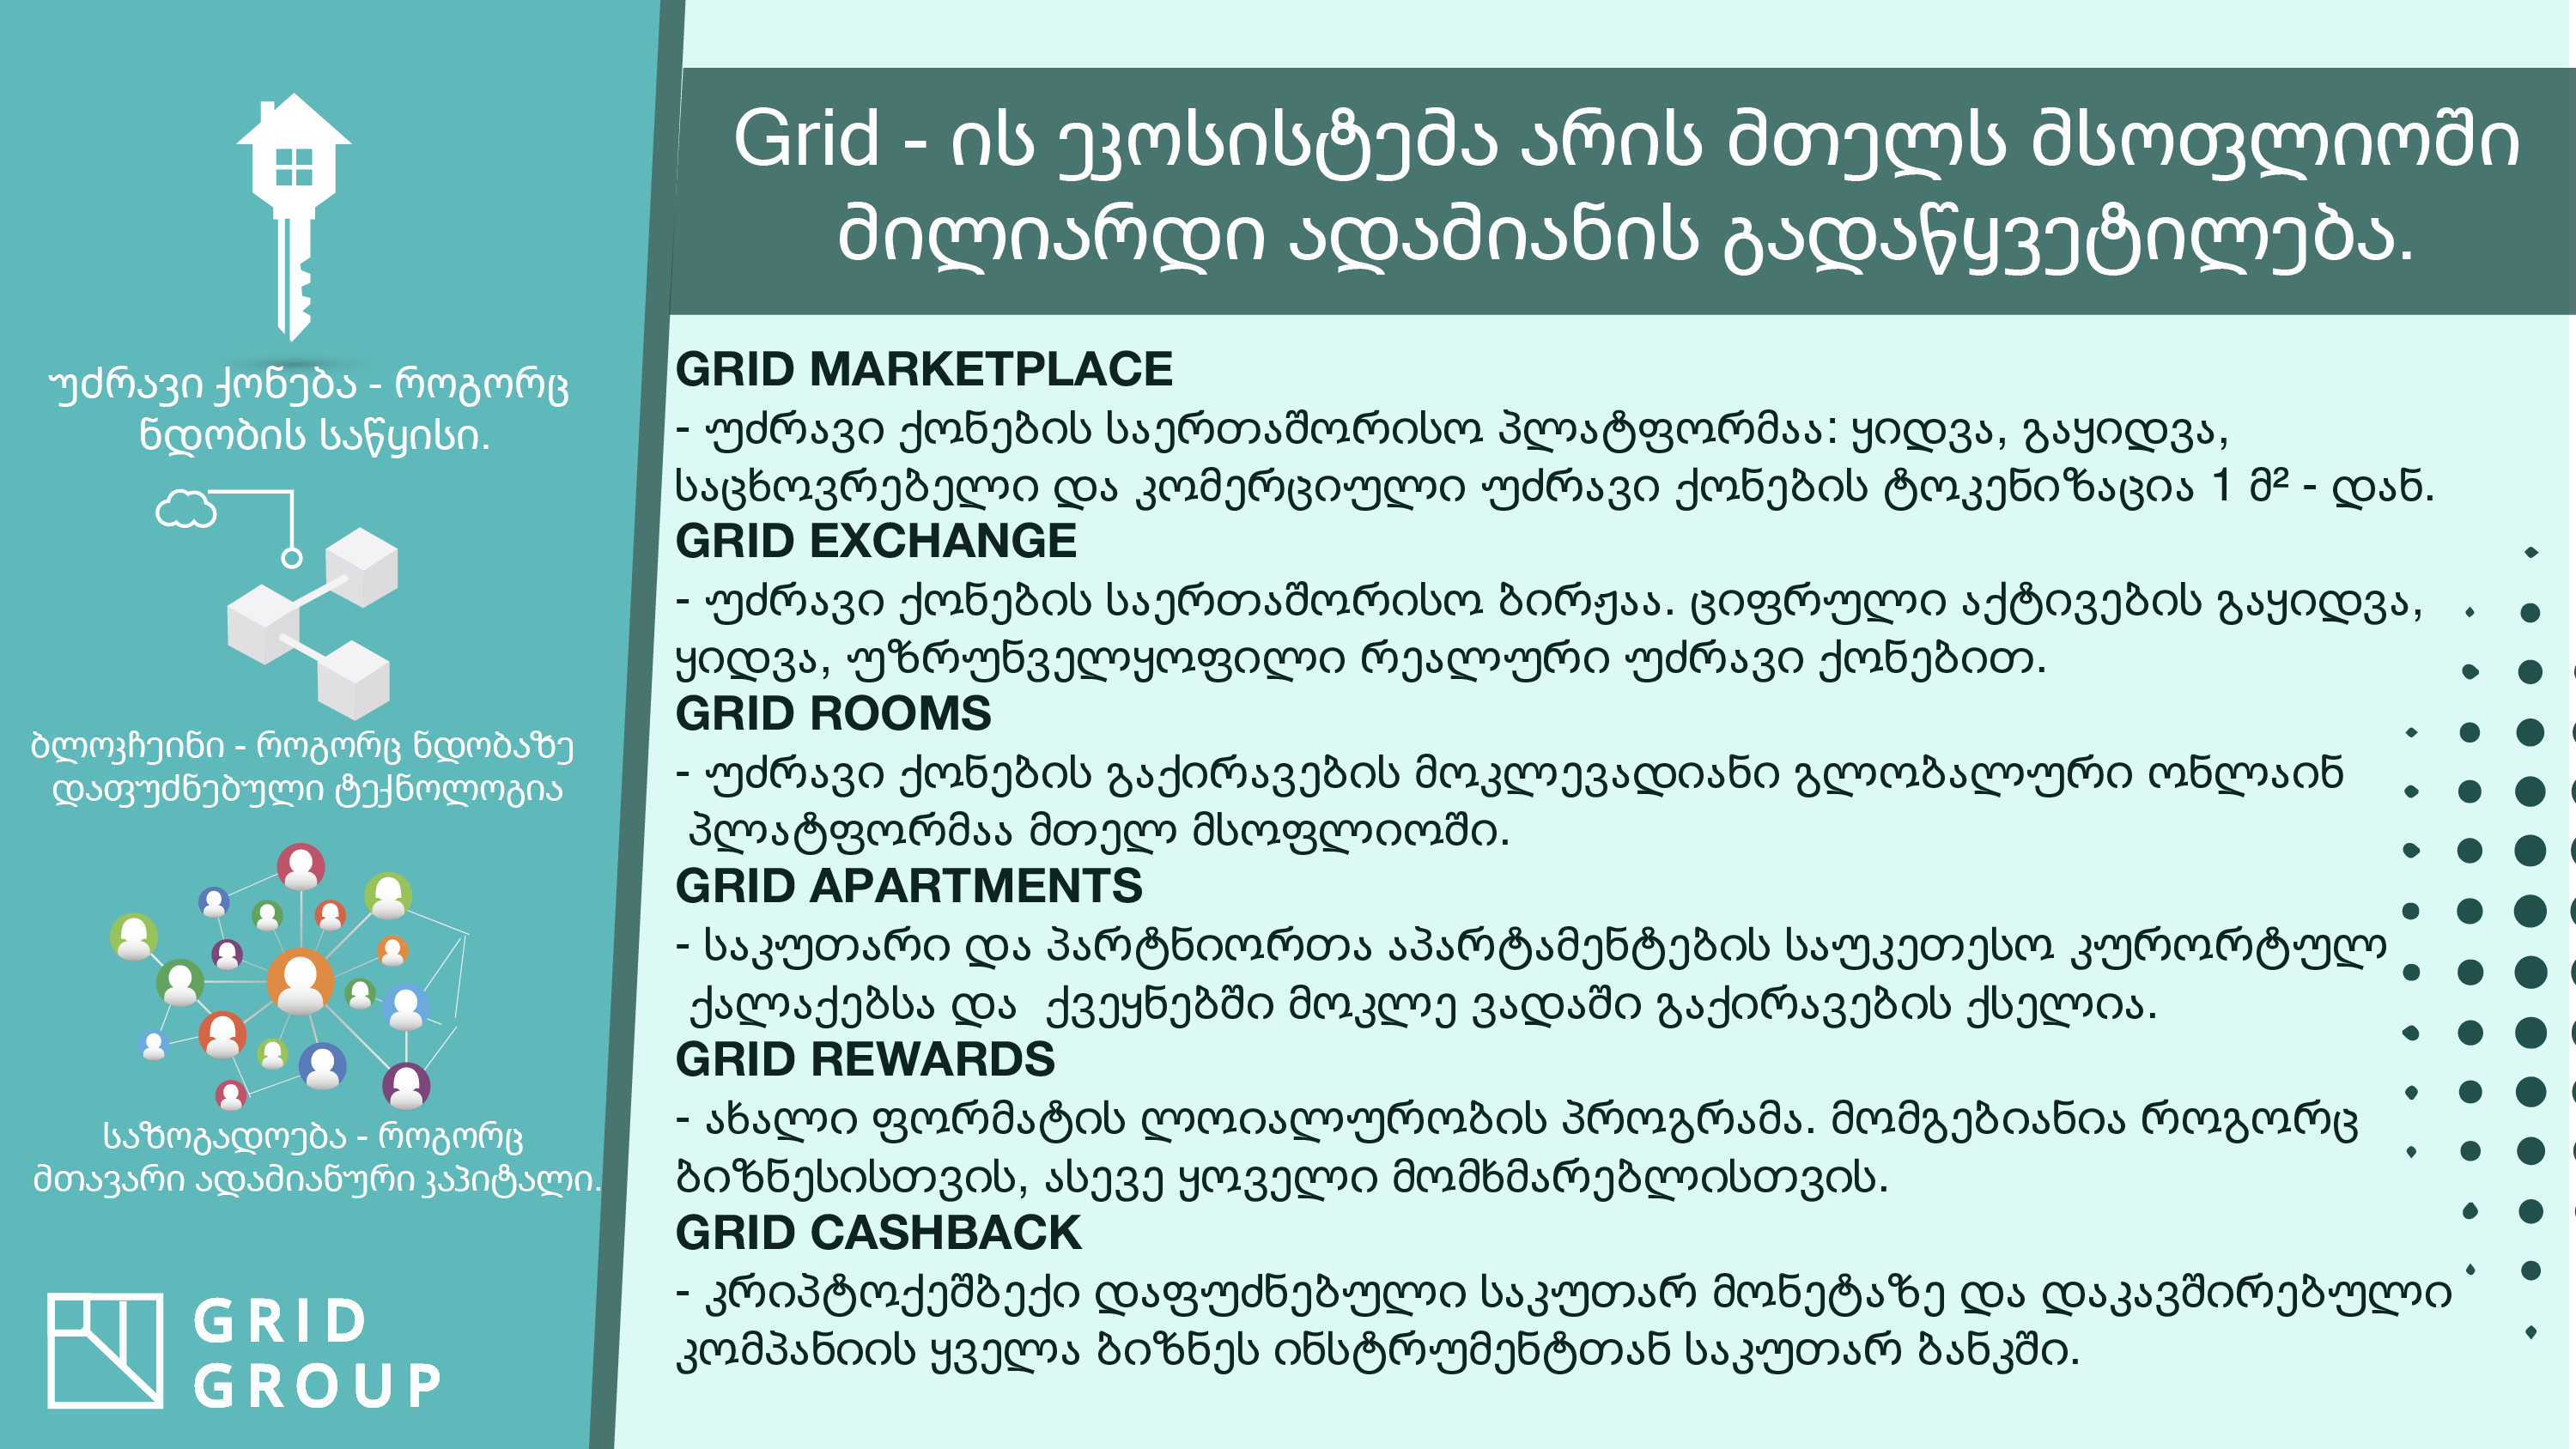 უძრავი ქონება - როგორც
ნდობის საწყისი.
ბლოკჩეინი - როგორც ნდობაზე
დაფუძნებული ტექნოლოგია
საზოგადოება - როგორც
მთავარი ადამიანური კაპიტალი.
GRID
GROUP
Grid - ის ეკოსისტემა არის მთელს მსოფლიოში
მილიარდი ადამიანის გადაწყვეტილება.
GRID MARKETPLACE
- უძრავი ქონების საერთაშორისო პლატფორმაა: ყიდვა, გაყიდვა,
საცხოვრებელი და კომერციული უძრავი ქონების ტოკენიზაცია 1 მ² - დან.
GRID EXCHANGE
- უძრავი ქონების საერთაშორისო ბირჟაა. ციფრული აქტივების გაყიდვა,
ყიდვა, უზრუნველყოფილი რეალური უძრავი ქონებით.
GRID ROOMS
- უძრავი ქონების გაქირავების მოკლევადიანი გლობალური ონლაინ
პლატფორმაა მთელ მსოფლიოში.
GRID APARTMENTS
- საკუთარი და პარტნიორთა აპარტამენტების საუკეთესო კურორტულ
ქალაქებსა და  ქვეყნებში მოკლე ვადაში გაქირავების ქსელია.
GRID REWARDS
- ახალი ფორმატის ლოიალურობის პროგრამა. მომგებიანია როგორც
ბიზნესისთვის, ასევე ყოველი მომხმარებლისთვის.
GRID CASHBACK
- კრიპტოქეშბექი დაფუძნებული საკუთარ მონეტაზე და დაკავშირებული
კომპანიის ყველა ბიზნეს ინსტრუმენტთან საკუთარ ბანკში.